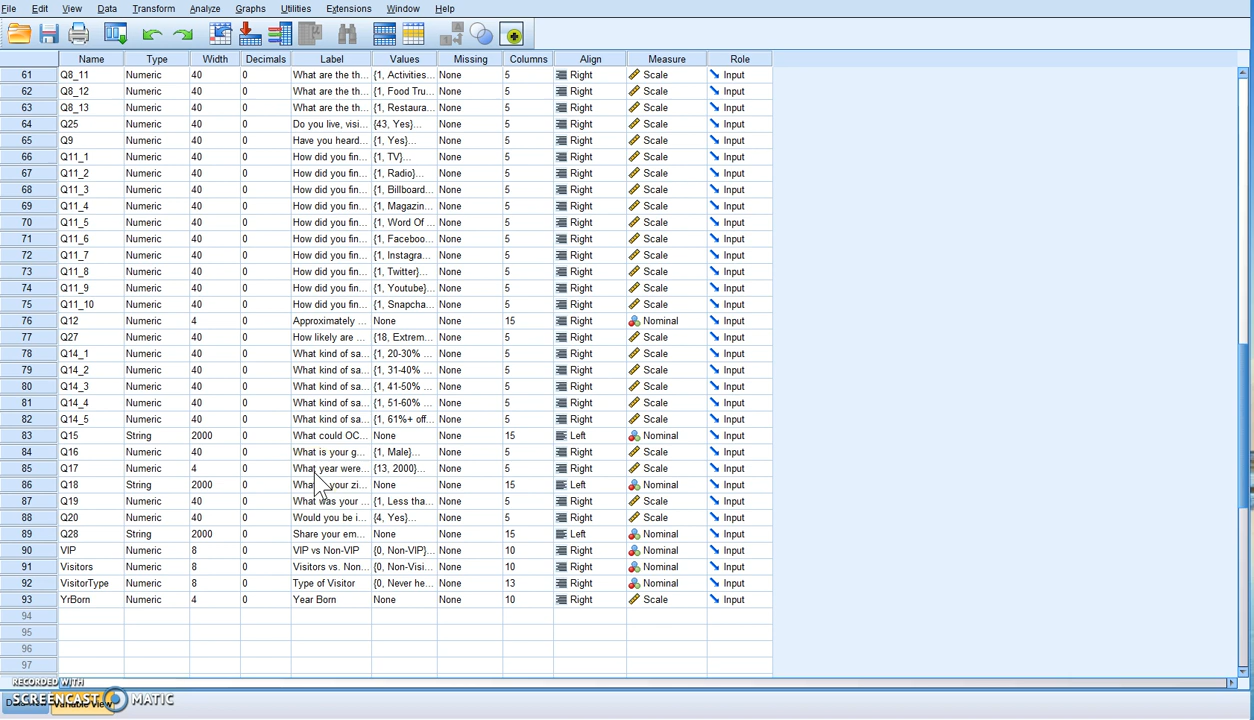 File Edit View Data Transform Analyze Graphs Utilities Extensions Window Help
Name Type Width Decimals Label Values Missing Columns Align Measure Role
61 Q8_11 Numeric 40 0 What are the th... {1, Activities... None 5 Right Scale Input
62 Q8_12 Numeric 40 0 What are the th... {1, Food Tru... None 5 Right Scale Input
63 Q8_13 Numeric 40 0 What are the th... {1, Restaura... None 5 Right Scale Input
64 Q25 Numeric 40 0 Do you live, visi... {43, Yes}... None 5 Right Scale Input
65 Q9 Numeric 40 0 Have you heard... {1, Yes}... None 5 Right Scale Input
66 Q11_1 Numeric 40 0 How did you fin... {1, TV}... None 5 Right Scale Input
67 Q11_2 Numeric 40 0 How did you fin... {1, Radio}... None 5 Right Scale Input
68 Q11_3 Numeric 40 0 How did you fin... {1, Billboard... None 5 Right Scale Input
69 Q11_4 Numeric 40 0 How did you fin... {1, Magazin... None 5 Right Scale Input
70 Q11_5 Numeric 40 0 How did you fin... {1, Word Of ... None 5 Right Scale Input
71 Q11_6 Numeric 40 0 How did you fin... {1, Faceboo... None 5 Right Scale Input
72 Q11_7 Numeric 40 0 How did you fin... {1, Instagra... None 5 Right Scale Input
73 Q11_8 Numeric 40 0 How did you fin... {1, Twitter}... None 5 Right Scale Input
74 Q11_9 Numeric 40 0 How did you fin... {1, Youtube}... None 5 Right Scale Input
75 Q11_10 Numeric 40 0 How did you fin... {1, Snapcha... None 5 Right Scale Input
76 Q12 Numeric 4 0 Approximately ... None None 15 Right Nominal Input
77 Q27 Numeric 40 0 How likely are ... {18, Extrem... None 5 Right Scale Input
78 Q14_1 Numeric 40 0 What kind of sa... {1, 20-30% ... None 5 Right Scale Input
79 Q14_2 Numeric 40 0 What kind of sa... {1, 31-40% ... None 5 Right Scale Input
80 Q14_3 Numeric 40 0 What kind of sa... {1, 41-50% ... None 5 Right Scale Input
81 Q14_4 Numeric 40 0 What kind of sa... {1, 51-60% ... None 5 Right Scale Input
82 Q14_5 Numeric 40 0 What kind of sa... {1, 61%+ off... None 5 Right Scale Input
83 Q15 String 2000 0 What could OC... None None 15 Left Nominal Input
84 Q16 Numeric 40 0 What is your g... {1, Male}... None 5 Right Scale Input
85 Q17 Numeric 4 0 What year were... {13, 2000}... None 5 Right Scale Input
86 Q18 String 2000 0 What your zi... None None 15 Left Nominal Input
87 Q19 Numeric 40 0 What was your ... {1, Less tha... None 5 Right Scale Input
88 Q20 Numeric 40 0 Would you be i... {4, Yes}... None 5 Right Scale Input
89 Q28 String 2000 0 Share your em... None None 15 Left Nominal Input
90 VIP Numeric 8 0 VIP vs Non-VIP {0, Non-VIP}... None 10 Right Nominal Input
91 Visitors Numeric 8 0 Visitors vs. Non... {0, Non-Visi... None 10 Right Nominal Input
92 VisitorType Numeric 8 0 Type of Visitor {0, Never he... None 13 Right Nominal Input
93 YrBorn Numeric 4 0 Year Born None None 10 Right Scale Input
94
95
96
97
RECORDED WITH
SCREENCAST MATIC
Variable View